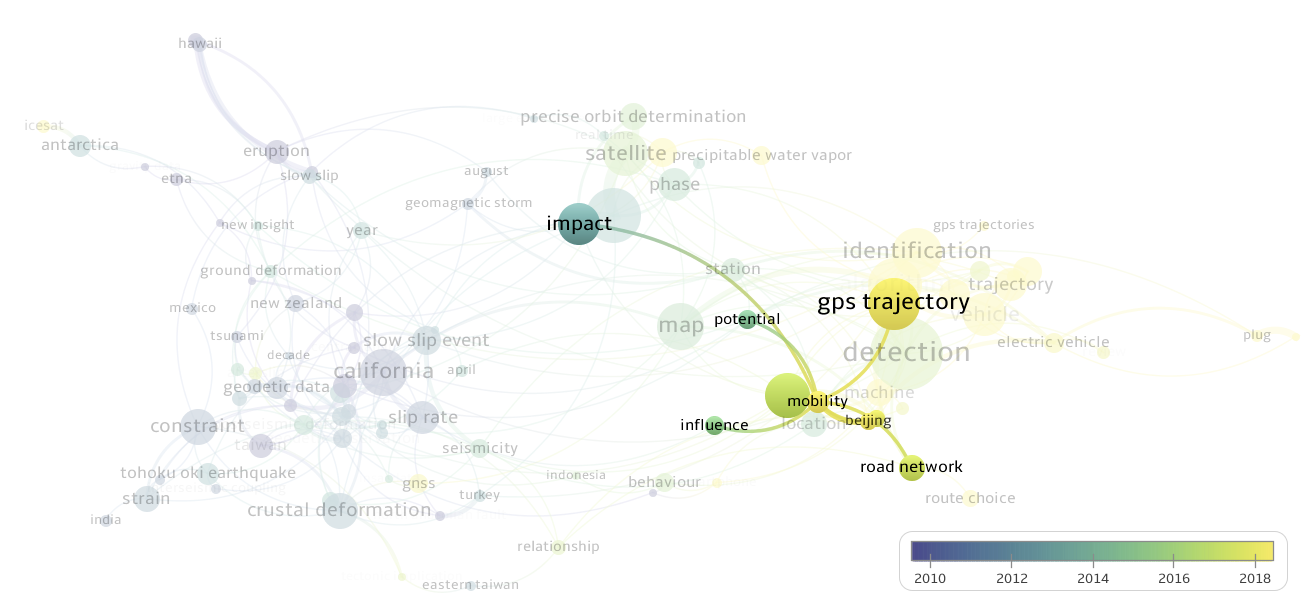 hawaii
precise orbit determination
icesat
real time
antarctica
eruption
satellite
precipitable water vapor
august
slow slip
etna
phase
geomagnetic storm
impact
new insight
year
gps trajectories
identification
ground deformation
station
trajectory
new zealand
gps trajectory
mexico
vehicle
potential
map
tsunami
slow slip event
electric vehicle
plug
decade
detection
california
april
geodetic data
machine
mobility
slip rate
beijing
constraint
influence
location
taiwan
seismicity
road network
tohoku oki earthquake
indonesia
behaviour
gnss
turkey
strain
route choice
crustal deformation
india
relationship
eastern taiwan
2010 2012 2014 2016 2018